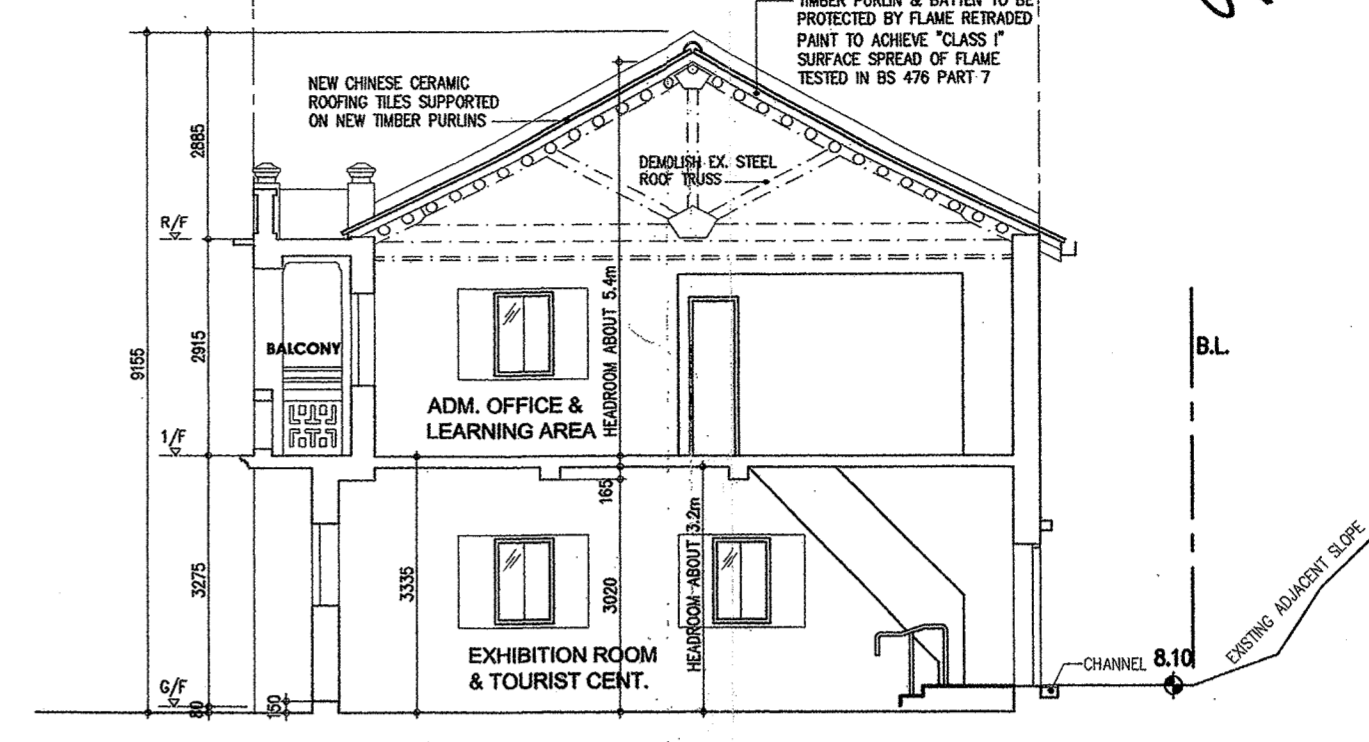 TIMBER PURLIN & BATTEN TO BE
PROTECTED BY FLAME RETRADED
PAINT TO ACHIEVE "CLASS I"
SURFACE SPREAD OF FLAME
TESTED IN BS 476 PART 7
NEW CHINESE CERAMIC
ROOFING TILES SUPPORTED
ON NEW TIMBER PURLINS
2885
DEMOLISH EX. STEEL
ROOF TRUSS
R/F
9155
2915
BALCONY
HEADROOM ABOUT 5.4m
B.L.
ADM. OFFICE &
LEARNING AREA
1/F
165
HEADROOM ABOUT 3.2m
3275
3335
3020
EXISTING ADJACENT SLOPE
EXHIBITION ROOM
& TOURIST CENT.
CHANNEL 8.10
G/F
80
150